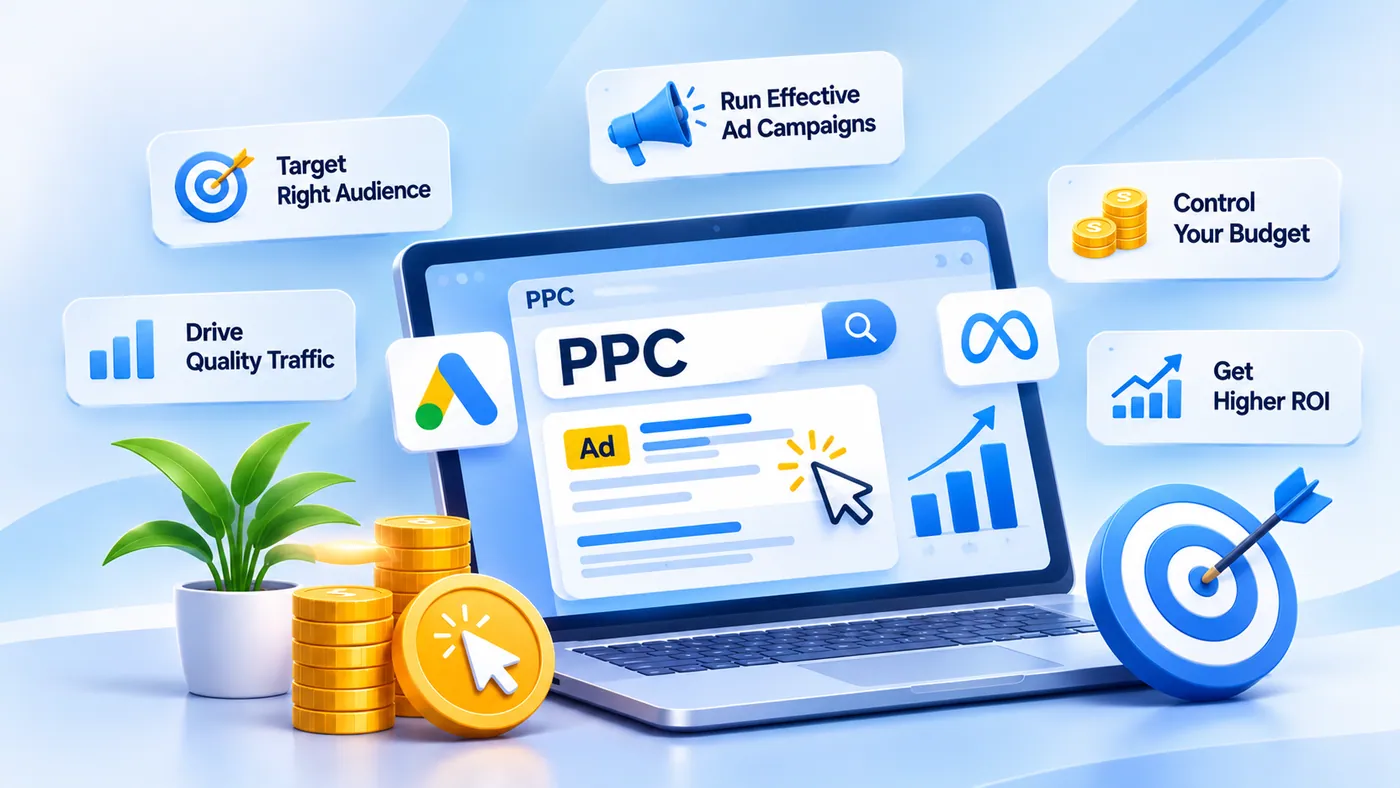 Run Effective
Ad Campaigns
Target
Right Audience
Control
Your Budget
Drive
Quality Traffic
Get
Higher ROI
PPC
PPC
Ad